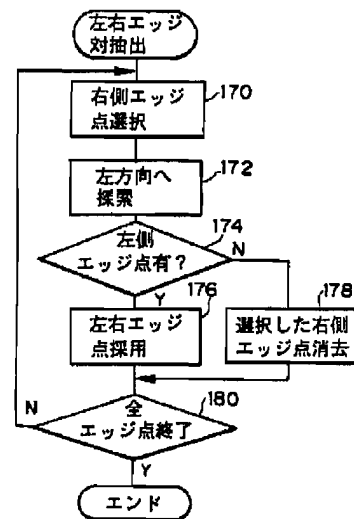 左右エッジ
対抽出
右側エッジ
点選択
170
左方向へ
探索
172
左側
エッジ点有?
174
N
Y
176
左右エッジ
点採用
178
選択した右側
エッジ点消去
N
全
エッジ点終了
180
Y
エンド